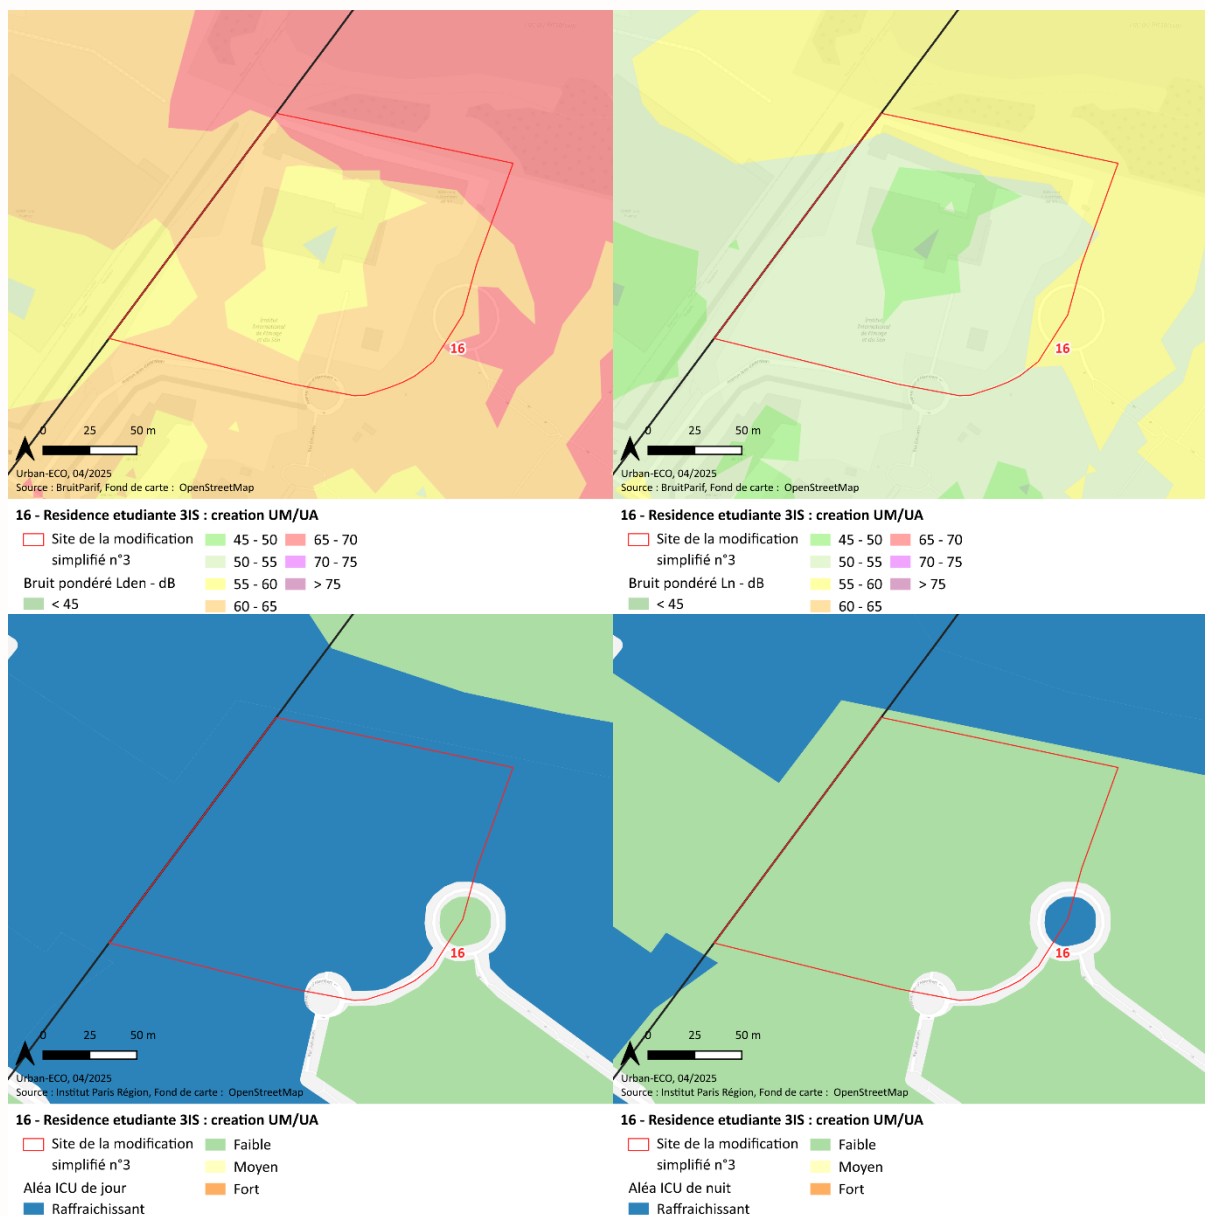 16
0 25 50 m
Urban-ECO, 04/2025
Source : BruitParif, Fond de carte : OpenStreetMap
16 - Residence etudiante 3IS : creation UM/UA
Site de la modification
simplifié n°3
Bruit pondéré Lden - dB
< 45
45 - 50
50 - 55
55 - 60
60 - 65
65 - 70
70 - 75
> 75
16
0 25 50 m
Urban-ECO, 04/2025
Source : BruitParif, Fond de carte : OpenStreetMap
16 - Residence etudiante 3IS : creation UM/UA
Site de la modification
simplifié n°3
Bruit pondéré Ln - dB
< 45
45 - 50
50 - 55
55 - 60
60 - 65
65 - 70
70 - 75
> 75
16
0 25 50 m
Urban-ECO, 04/2025
Source : Institut Paris Région, Fond de carte : OpenStreetMap
16 - Residence etudiante 3IS : creation UM/UA
Site de la modification
simplifié n°3
Aléa ICU de jour
Raffraichissant
Faible
Moyen
Fort
16
0 25 50 m
Urban-ECO, 04/2025
Source : Institut Paris Région, Fond de carte : OpenStreetMap
16 - Residence etudiante 3IS : creation UM/UA
Site de la modification
simplifié n°3
Aléa ICU de nuit
Raffraichissant
Faible
Moyen
Fort